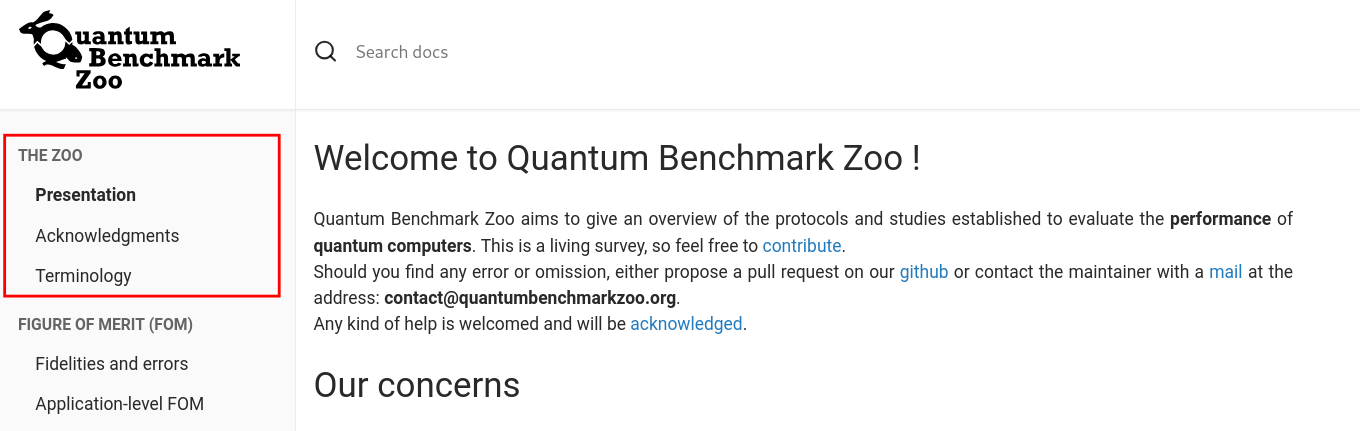 Quantum
Benchmark
Zoo
Search docs
THE ZOO
Presentation
Acknowledgments
Terminology
FIGURE OF MERIT (FOM)
Fidelities and errors
Application-level FOM
Welcome to Quantum Benchmark Zoo !
Quantum Benchmark Zoo aims to give an overview of the protocols and studies established to evaluate the performance of
quantum computers. This is a living survey, so feel free to contribute.
Should you find any error or omission, either propose a pull request on our github or contact the maintainer with a mail at the
address: contact@quantumbenchmarkzoo.org.
Any kind of help is welcomed and will be acknowledged.
Our concerns